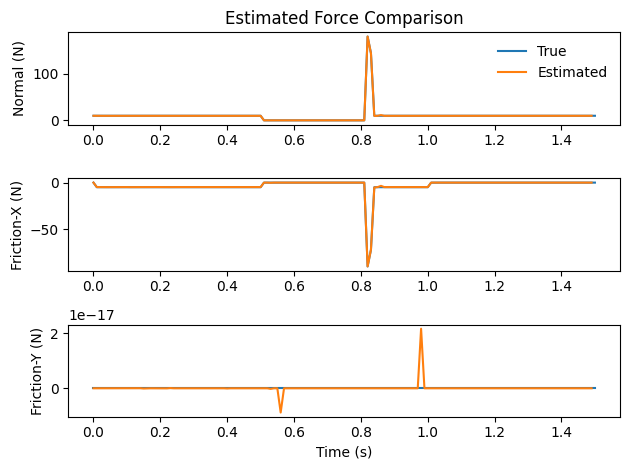 Estimated Force Comparison
Normal (N)
100
0
True
Estimated
0.0 0.2 0.4 0.6 0.8 1.0 1.2 1.4
Friction-X (N)
0
−50
0.0 0.2 0.4 0.6 0.8 1.0 1.2 1.4
1e−17
Friction-Y (N)
2
0
0.0 0.2 0.4 0.6 0.8 1.0 1.2 1.4
Time (s)